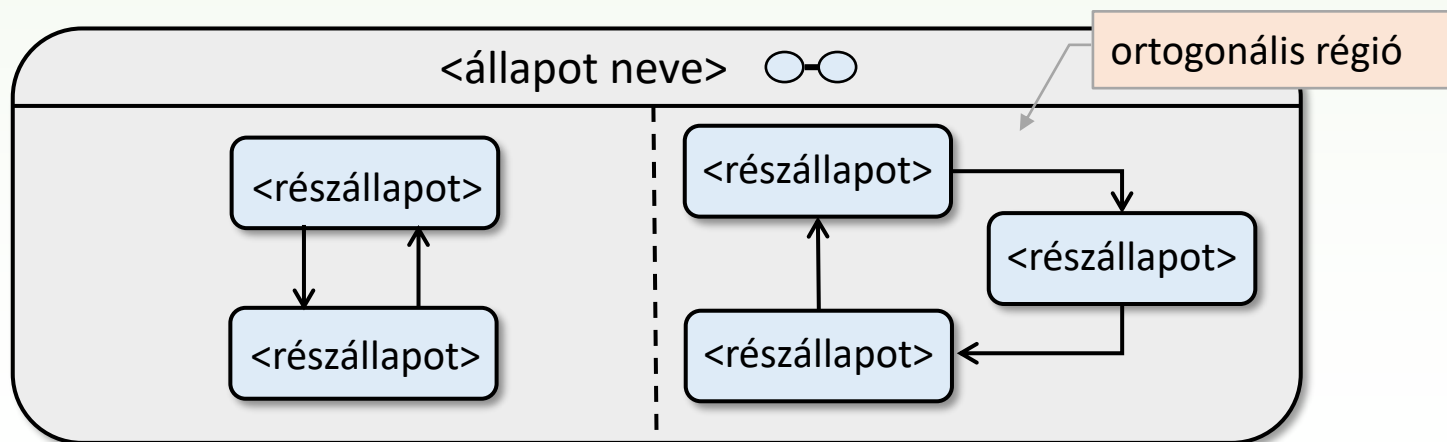 <állapot neve>
ortogonális régió
<részállapot>
<részállapot>
<részállapot>
<részállapot>
<részállapot>